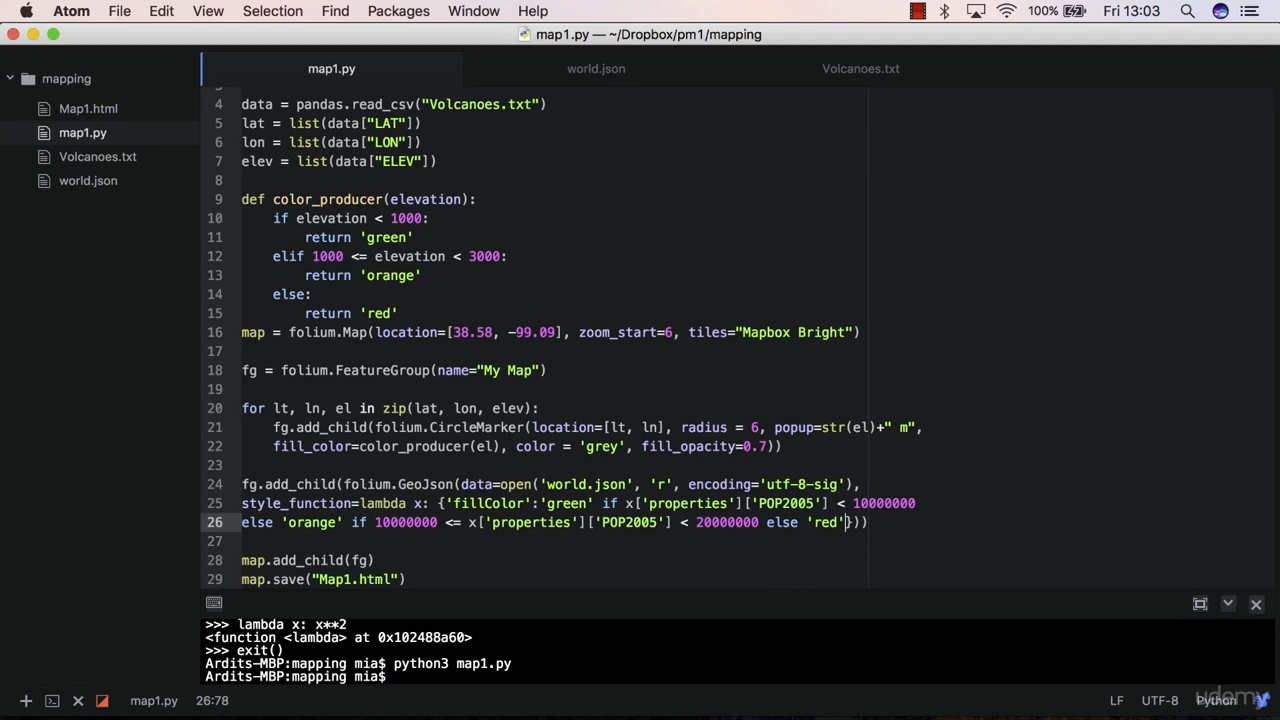 Atom File Edit View Selection Find Packages Window Help 100% Fri 13:03
map1.py — ~/Dropbox/pm1/mapping
mapping
Map1.html
map1.py
Volcanoes.txt
world.json
map1.py world.json Volcanoes.txt
4 data = pandas.read_csv("Volcanoes.txt")
5 lat = list(data["LAT"])
6 lon = list(data["LON"])
7 elev = list(data["ELEV"])
8
9 def color_producer(elevation):
10 if elevation < 1000:
11 return 'green'
12 elif 1000 <= elevation < 3000:
13 return 'orange'
14 else:
15 return 'red'
16 map = folium.Map(location=[38.58, -99.09], zoom_start=6, tiles="Mapbox Bright")
17
18 fg = folium.FeatureGroup(name="My Map")
19
20 for lt, ln, el in zip(lat, lon, elev):
21 fg.add_child(folium.CircleMarker(location=[lt, ln], radius = 6, popup=str(el)+" m",
22 fill_color=color_producer(el), color = 'grey', fill_opacity=0.7))
23
24 fg.add_child(folium.GeoJson(data=open('world.json', 'r', encoding='utf-8-sig'),
25 style_function=lambda x: {'fillColor':'green' if x['properties']['POP2005'] < 10000000
26 else 'orange' if 10000000 <= x['properties']['POP2005'] < 20000000 else 'red'}))
27
28 map.add_child(fg)
29 map.save("Map1.html")
>>> lambda x: x**2
<function <lambda> at 0x102488a60>
>>> exit()
Ardits-MBP:mapping mia$ python3 map1.py
Ardits-MBP:mapping mia$
map1.py 26:78 LF UTF-8 Python
udemy